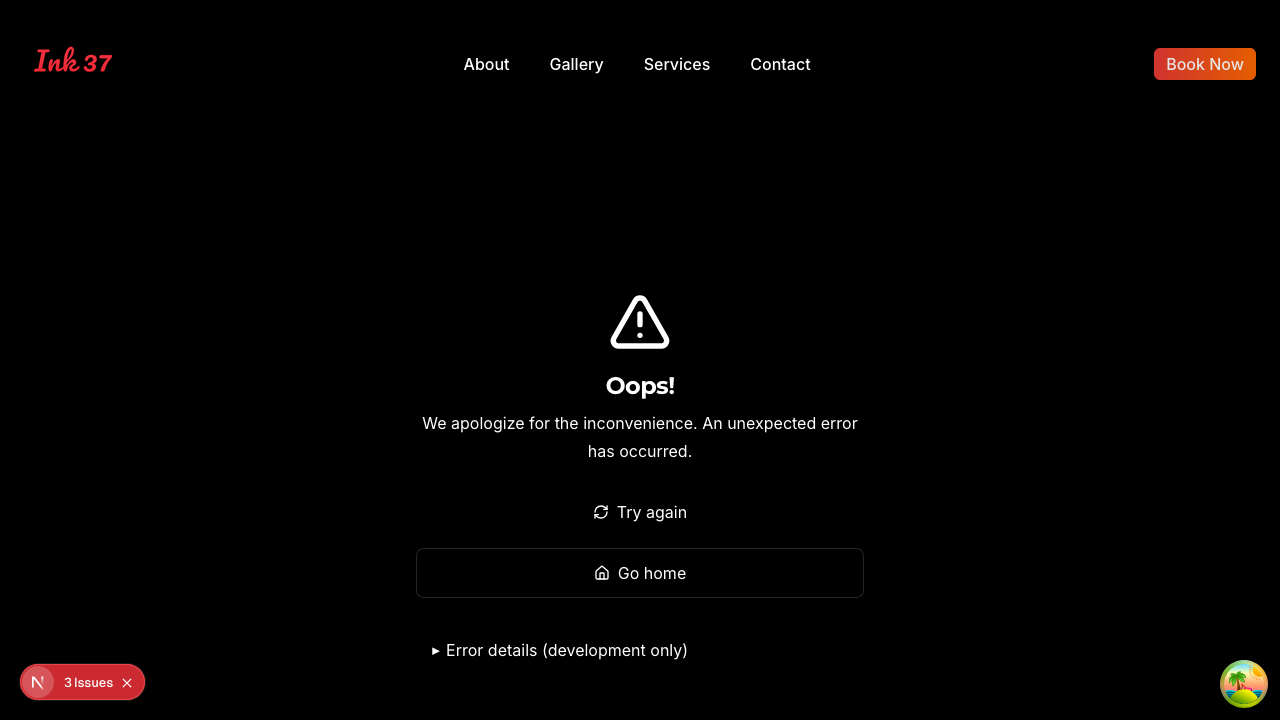 Ink 37
About
Gallery
Services
Contact
Book Now
Oops!
We apologize for the inconvenience. An unexpected error
has occurred.
Try again
Go home
Error details (development only)
N
3 Issues